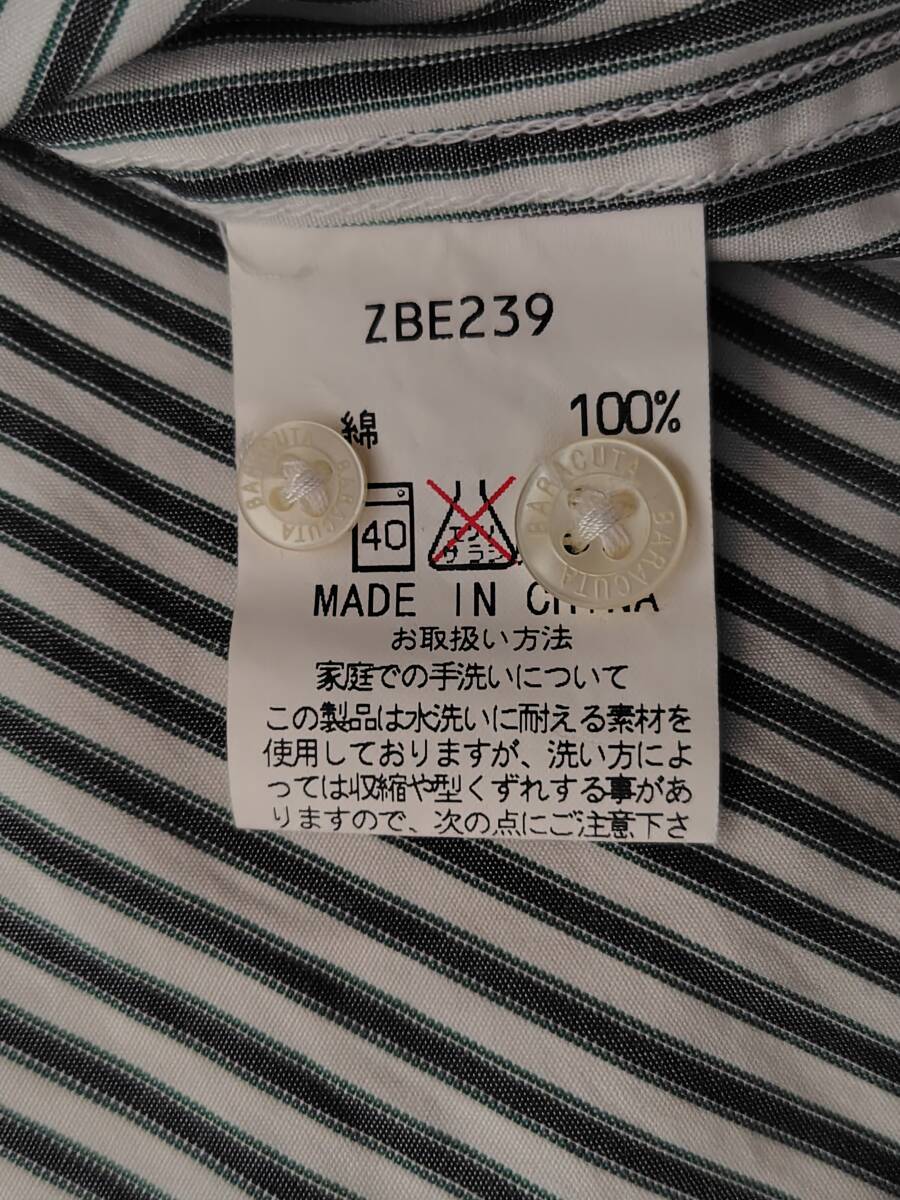 ZBE239
綿 100%
BARACUTA BARACUTA
BARACUTA BARACUTA
40
エンソ
サラシ
MADE IN CHINA
お取扱い方法
家庭での手洗いについて
この製品は水洗いに耐える素材を
使用しておりますが、洗い方によ
っては収縮や型くずれする事があ
りますので、次の点にご注意下さ